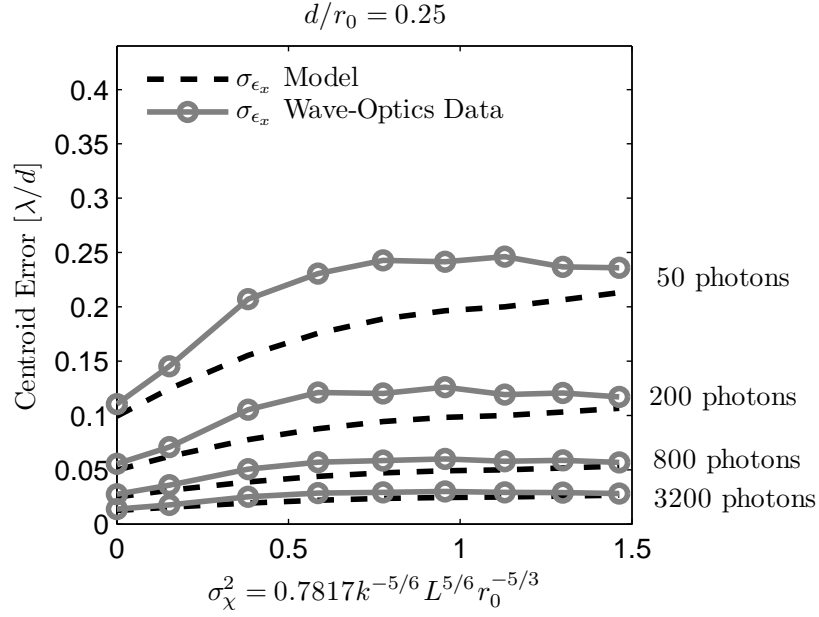 d/r₀ = 0.25
σ_{ϵ_x} Model
σ_{ϵ_x} Wave-Optics Data
Centroid Error [λ/d]
0.4
0.35
0.3
0.25
0.2
0.15
0.1
0.05
0
50 photons
200 photons
800 photons
3200 photons
0 0.5 1 1.5
σ_χ^2 = 0.7817k^{-5/6}L^{5/6}r_0^{-5/3}